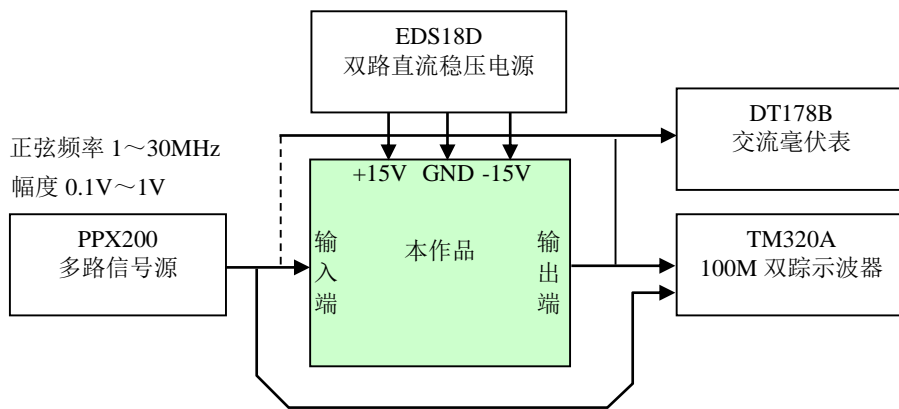 EDS18D
双路直流稳压电源
DT178B
交流毫伏表
正弦频率 1～30MHz
幅度 0.1V～1V
+15V GND -15V
PPX200
多路信号源
输入端
本作品
输出端
TM320A
100M 双踪示波器